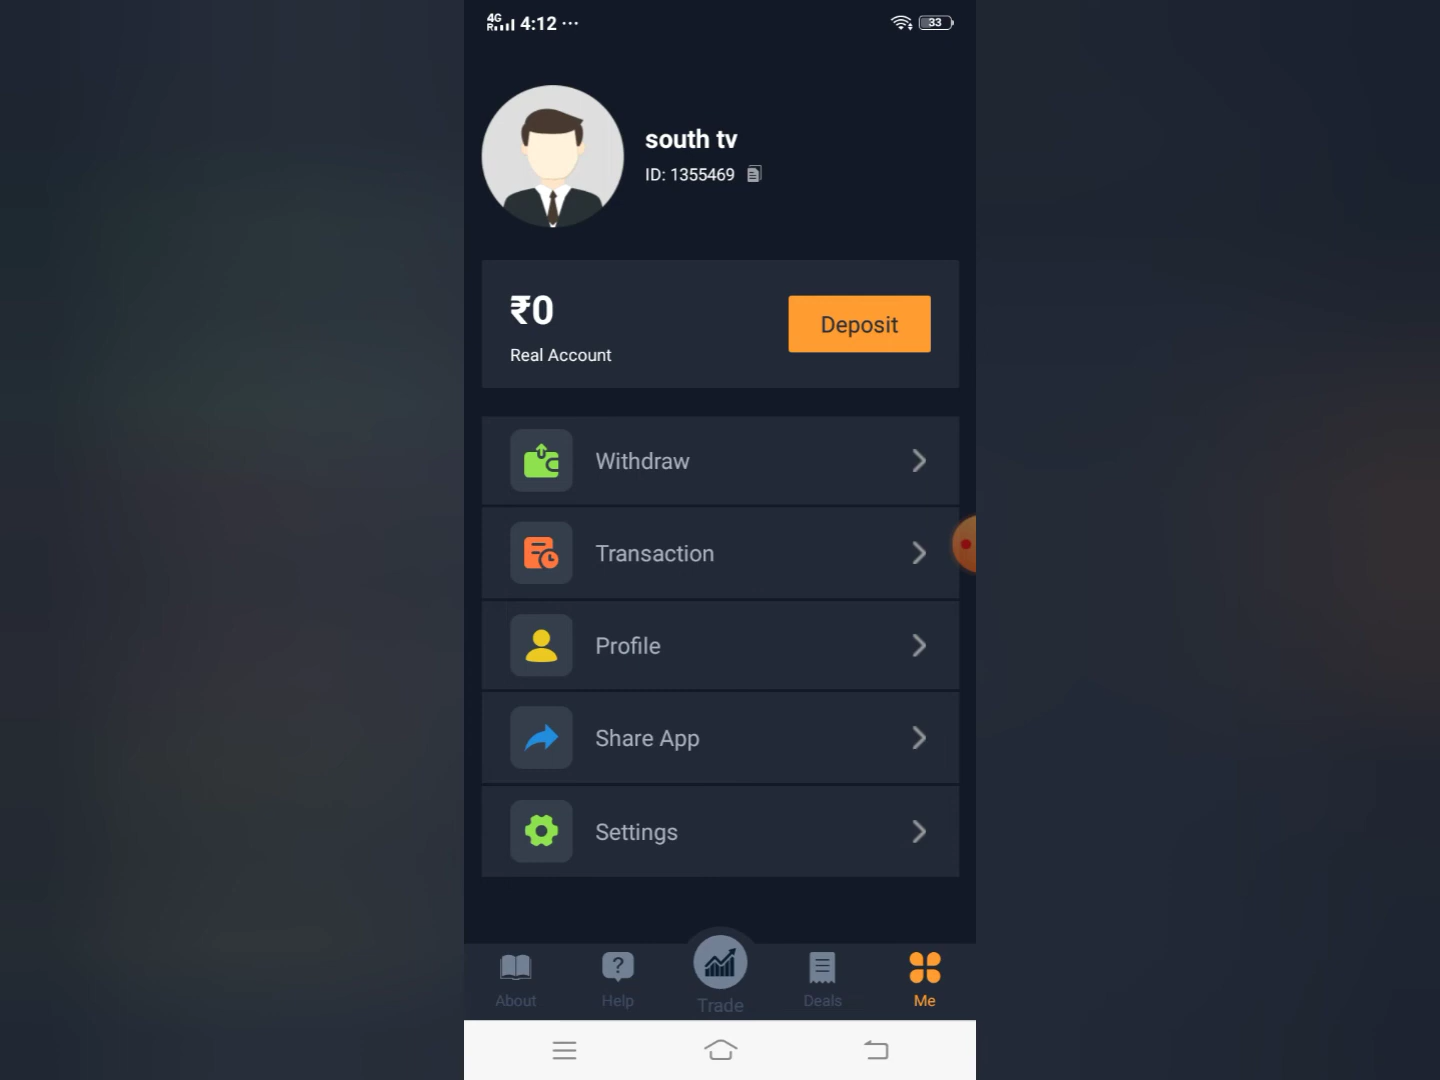 4G
R 4:12 ... 33
south tv
ID: 1355469
₹0
Real Account
Deposit
Withdraw
Transaction
Profile
Share App
Settings
About
Help
Trade
Deals
Me